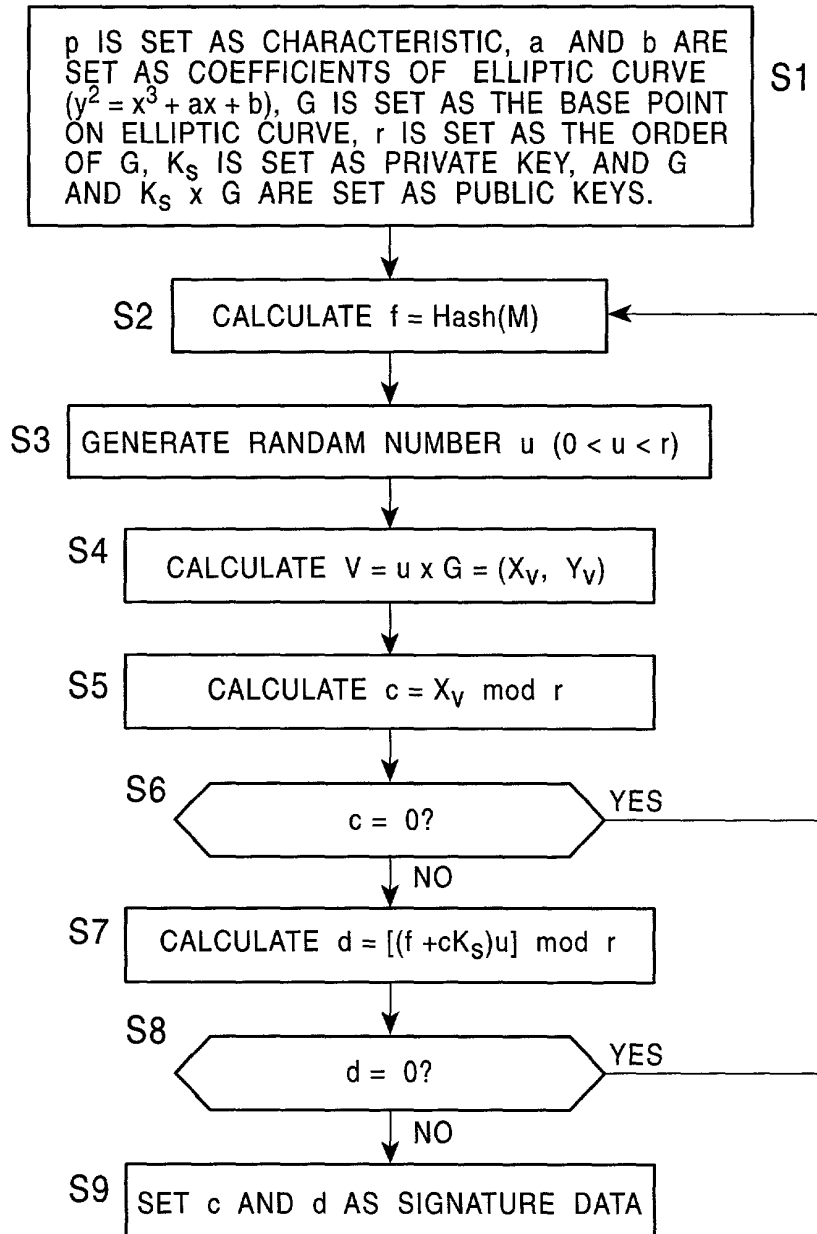 p IS SET AS CHARACTERISTIC, a AND b ARE
SET AS COEFFICIENTS OF ELLIPTIC CURVE
(y² = x³ + ax + b), G IS SET AS THE BASE POINT
ON ELLIPTIC CURVE, r IS SET AS THE ORDER
OF G, Kₛ IS SET AS PRIVATE KEY, AND G
AND Kₛ x G ARE SET AS PUBLIC KEYS.
S1
S2
CALCULATE f = Hash(M)
S3
GENERATE RANDAM NUMBER u (0 < u < r)
S4
CALCULATE V = u x G = (Xᵥ, Yᵥ)
S5
CALCULATE c = Xᵥ mod r
S6
c = 0?
YES
NO
S7
CALCULATE d = [(f +cKₛ)u] mod r
S8
d = 0?
YES
NO
S9
SET c AND d AS SIGNATURE DATA